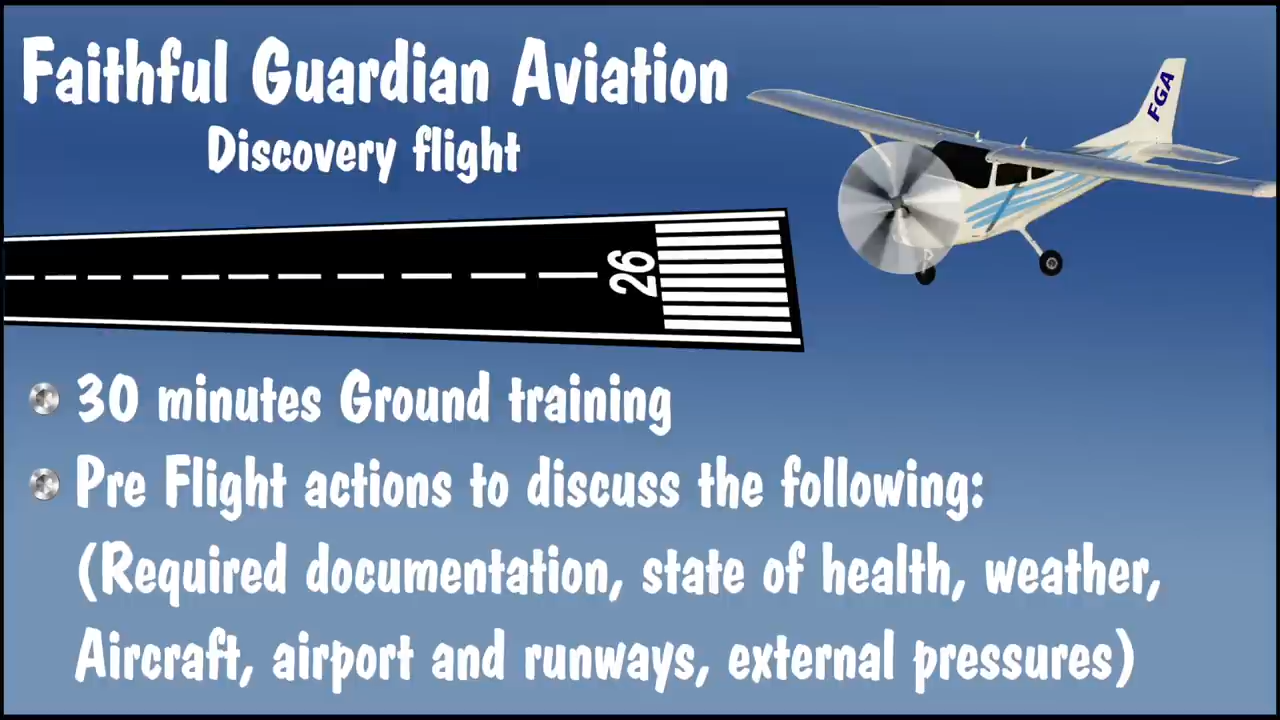 Faithful Guardian Aviation
Discovery flight
FGA
26
30 minutes Ground training
Pre Flight actions to discuss the following:
(Required documentation, state of health, weather,
Aircraft, airport and runways, external pressures)